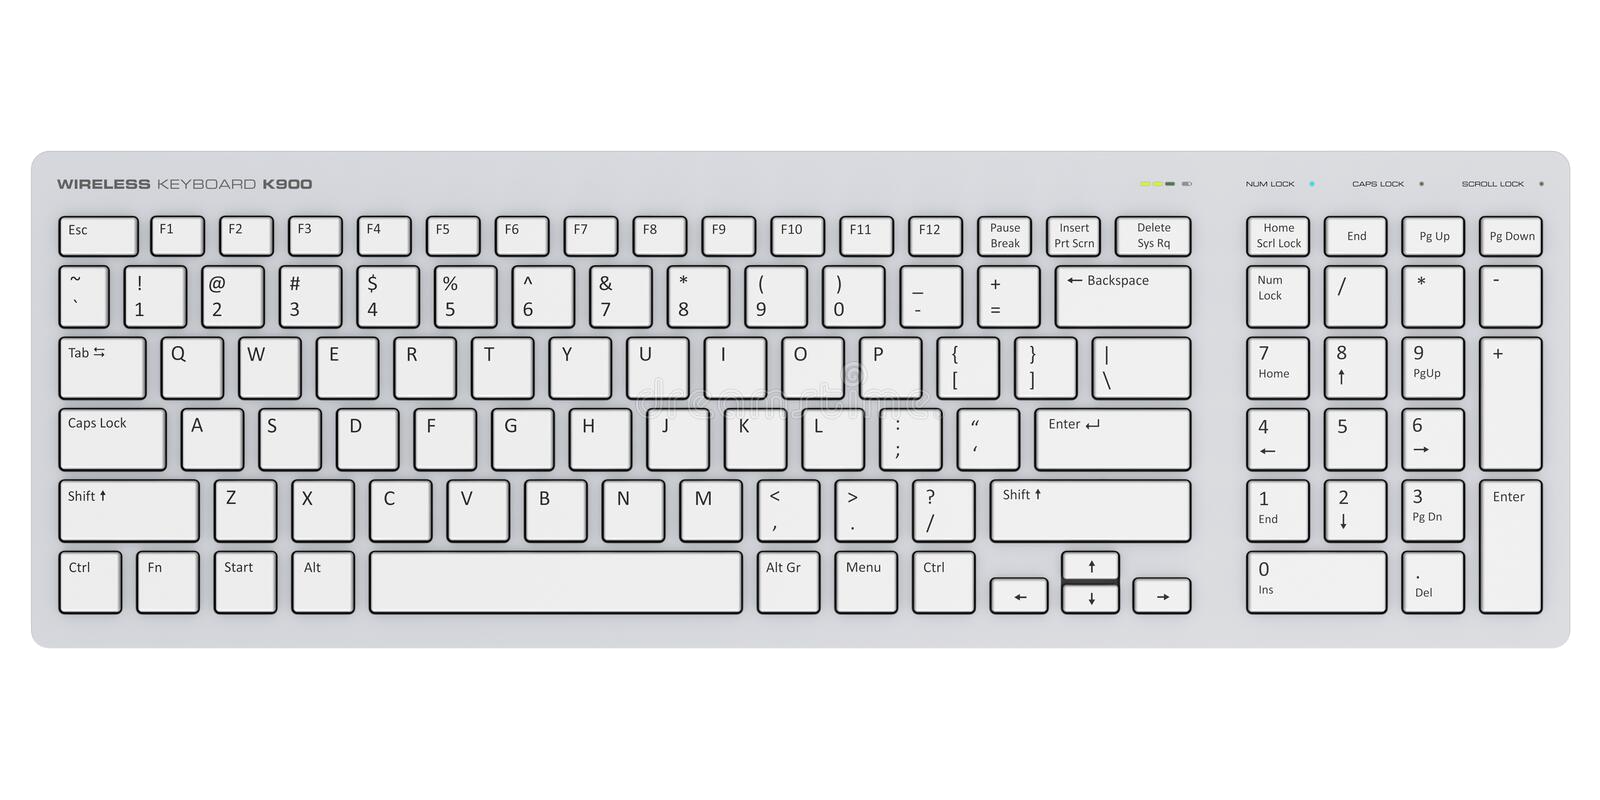 WIRELESS KEYBOARD K900 NUM LOCK CAPS LOCK SCROLL LOCK
Esc F1 F2 F3 F4 F5 F6 F7 F8 F9 F10 F11 F12 Pause Break Insert Prt Scrn Delete Sys Rq Home Scrl Lock End Pg Up Pg Down
~ ` ! 1 @ 2 # 3 $ 4 % 5 ^ 6 & 7 * 8 ( 9 ) 0 _ - + = ← Backspace Num Lock / * -
Tab ⇆ Q W E R T Y U I O P { [ } ] | \ 7 Home 8 ↑ 9 PgUp +
dreamstime
Caps Lock A S D F G H J K L : ; “ ‘ Enter ↵ 4 ← 5 6 →
Shift ↑ Z X C V B N M < , > . ? / Shift ↑ 1 End 2 ↓ 3 Pg Dn Enter
Ctrl Fn Start Alt Alt Gr Menu Ctrl ← ↑ ↓ → 0 Ins . Del